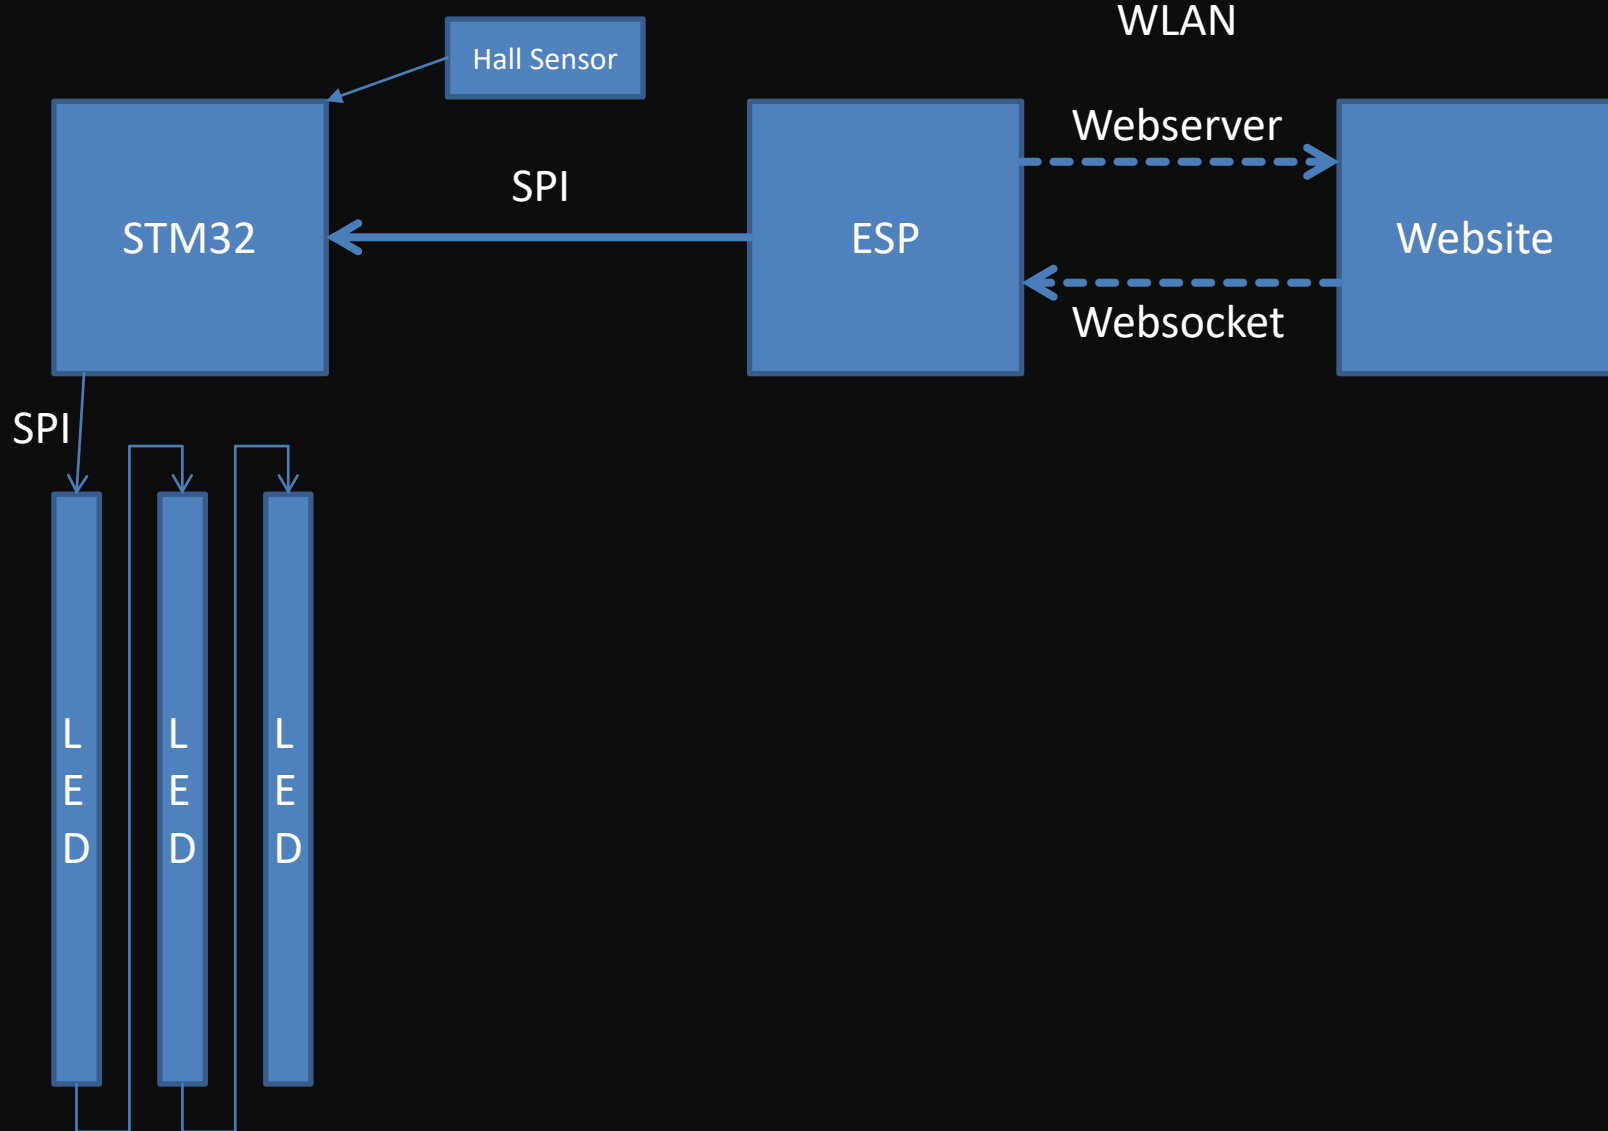 WLAN
Hall Sensor
Webserver
SPI
STM32
ESP
Website
Websocket
SPI
L
E
D
L
E
D
L
E
D